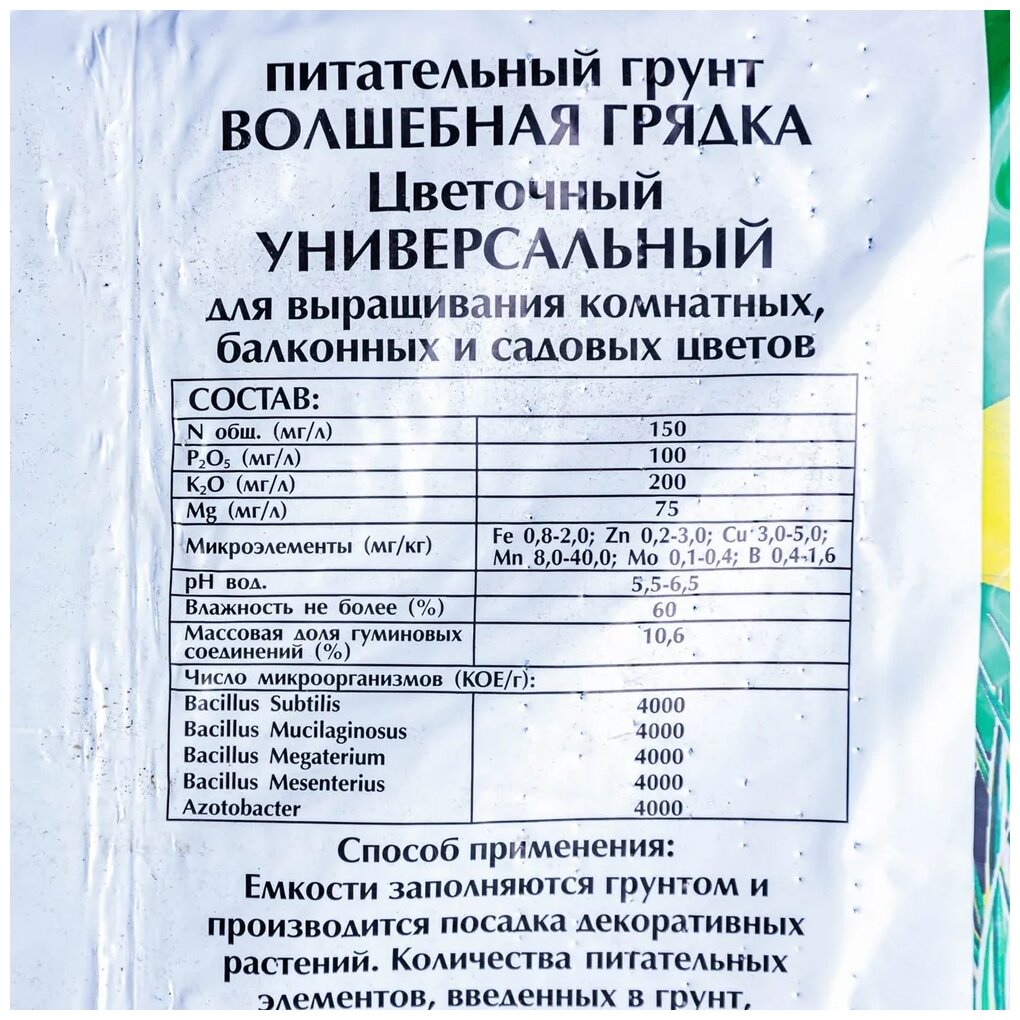 питательный грунт
ВОЛШЕБНАЯ ГРЯДКА
Цветочный
УНИВЕРСАЛЬНЫЙ
для выращивания комнатных,
балконных и садовых цветов
СОСТАВ:
N общ. (мг/л) 150
P₂O₅ (мг/л) 100
K₂O (мг/л) 200
Mg (мг/л) 75
Микроэлементы (мг/кг) Fe 0,8-2,0; Zn 0,2-3,0; Cu 3,0-5,0;
Mn 8,0-40,0; Mo 0,1-0,4; B 0,4-1,6
pH вод. 5,5-6,5
Влажность не более (%) 60
Массовая доля гуминовых 10,6
соединений (%)
Число микроорганизмов (КОЕ/г):
Bacillus Subtilis 4000
Bacillus Mucilaginosus 4000
Bacillus Megaterium 4000
Bacillus Mesenterius 4000
Azotobacter 4000
Способ применения:
Емкости заполняются грунтом и
производится посадка декоративных
растений. Количества питательных
элементов, введенных в грунт,